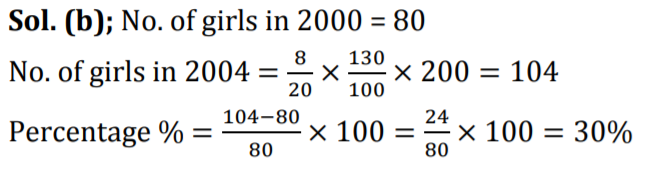 Sol. (b); No. of girls in 2000 = 80
No. of girls in 2004 = 8/20 × 130/100 × 200 = 104
Percentage % = 104−80/80 × 100 = 24/80 × 100 = 30%